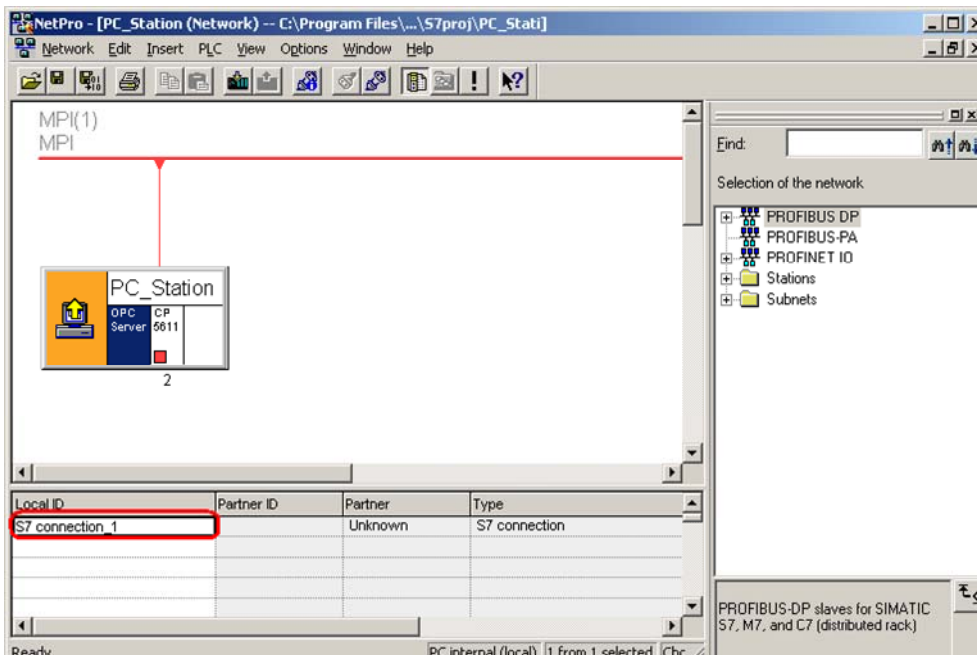 NetPro - [PC_Station (Network) -- C:\Program Files\...\S7proj\PC_Stati]
Network Edit Insert PLC View Options Window Help
MPI(1)
MPI
PC_Station
OPC Server
CP 5611
2
Find:
Selection of the network
PROFIBUS DP
PROFIBUS-PA
PROFINET IO
Stations
Subnets
Local ID Partner ID Partner Type
S7 connection_1 Unknown S7 connection
PROFIBUS-DP slaves for SIMATIC
S7, M7, and C7 (distributed rack)
Ready PC internal (local) 1 from 1 selected Chc